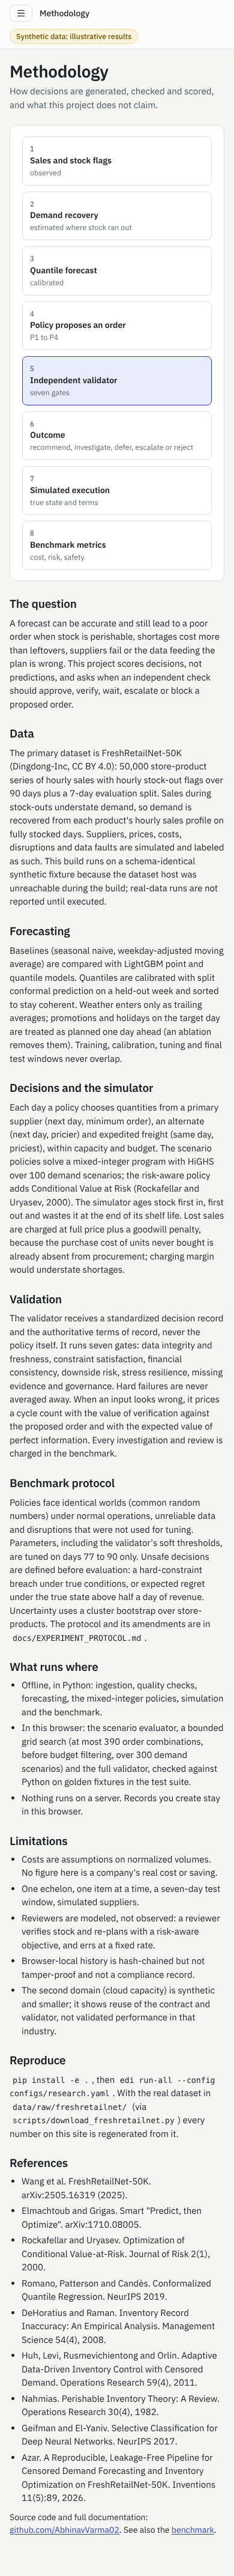 Methodology
Synthetic data: illustrative results
Methodology
How decisions are generated, checked and scored,
and what this project does not claim.
1
Sales and stock flags
observed
2
Demand recovery
estimated where stock ran out
3
Quantile forecast
calibrated
4
Policy proposes an order
P1 to P4
5
Independent validator
seven gates
6
Outcome
recommend, investigate, defer, escalate or reject
7
Simulated execution
true state and terms
8
Benchmark metrics
cost, risk, safety
The question
A forecast can be accurate and still lead to a poor
order when stock is perishable, shortages cost more
than leftovers, suppliers fail or the data feeding the
plan is wrong. This project scores decisions, not
predictions, and asks when an independent check
should approve, verify, wait, escalate or block a
proposed order.
Data
The primary dataset is FreshRetailNet-50K
(Dingdong-Inc, CC BY 4.0): 50,000 store-product
series of hourly sales with hourly stock-out flags over
90 days plus a 7-day evaluation split. Sales during
stock-outs understate demand, so demand is
recovered from each product's hourly sales profile on
fully stocked days. Suppliers, prices, costs,
disruptions and data faults are simulated and labeled
as such. This build runs on a schema-identical
synthetic fixture because the dataset host was
unreachable during the build; real-data runs are not
reported until executed.
Forecasting
Baselines (seasonal naive, weekday-adjusted moving
average) are compared with LightGBM point and
quantile models. Quantiles are calibrated with split
conformal prediction on a held-out week and sorted
to stay coherent. Weather enters only as trailing
averages; promotions and holidays on the target day
are treated as planned one day ahead (an ablation
removes them). Training, calibration, tuning and final
test windows never overlap.
Decisions and the simulator
Each day a policy chooses quantities from a primary
supplier (next day, minimum order), an alternate
(next day, pricier) and expedited freight (same day,
priciest), within capacity and budget. The scenario
policies solve a mixed-integer program with HiGHS
over 100 demand scenarios; the risk-aware policy
adds Conditional Value at Risk (Rockafellar and
Uryasev, 2000). The simulator ages stock first in, first
out and wastes it at the end of its shelf life. Lost sales
are charged at full price plus a goodwill penalty,
because the purchase cost of units never bought is
already absent from procurement; charging margin
would understate shortages.
Validation
The validator receives a standardized decision record
and the authoritative terms of record, never the
policy itself. It runs seven gates: data integrity and
freshness, constraint satisfaction, financial
consistency, downside risk, stress resilience, missing
evidence and governance. Hard failures are never
averaged away. When an input looks wrong, it prices
a cycle count with the value of verification against
the proposed order and with the expected value of
perfect information. Every investigation and review is
charged in the benchmark.
Benchmark protocol
Policies face identical worlds (common random
numbers) under normal operations, unreliable data
and disruptions that were not used for tuning.
Parameters, including the validator's soft thresholds,
are tuned on days 77 to 90 only. Unsafe decisions
are defined before evaluation: a hard-constraint
breach under true conditions, or expected regret
under the true state above half a day of revenue.
Uncertainty uses a cluster bootstrap over store-
products. The protocol and its amendments are in
docs/EXPERIMENT_PROTOCOL.md .
What runs where
• Offline, in Python: ingestion, quality checks,
forecasting, the mixed-integer policies, simulation
and the benchmark.
• In this browser: the scenario evaluator, a bounded
grid search (at most 390 order combinations,
before budget filtering, over 300 demand
scenarios) and the full validator, checked against
Python on golden fixtures in the test suite.
• Nothing runs on a server. Records you create stay
in this browser.
Limitations
• Costs are assumptions on normalized volumes.
No figure here is a company's real cost or saving.
• One echelon, one item at a time, a seven-day test
window, simulated suppliers.
• Reviewers are modeled, not observed: a reviewer
verifies stock and re-plans with a risk-aware
objective, and errs at a fixed rate.
• Browser-local history is hash-chained but not
tamper-proof and not a compliance record.
• The second domain (cloud capacity) is synthetic
and smaller; it shows reuse of the contract and
validator, not validated performance in that
industry.
Reproduce
pip install -e . , then edi run-all --config
configs/research.yaml . With the real dataset in
data/raw/freshretailnet/ (via
scripts/download_freshretailnet.py ) every
number on this site is regenerated from it.
References
• Wang et al. FreshRetailNet-50K.
arXiv:2505.16319 (2025).
• Elmachtoub and Grigas. Smart "Predict, then
Optimize". arXiv:1710.08005.
• Rockafellar and Uryasev. Optimization of
Conditional Value-at-Risk. Journal of Risk 2(1),
2000.
• Romano, Patterson and Candès. Conformalized
Quantile Regression. NeurIPS 2019.
• DeHoratius and Raman. Inventory Record
Inaccuracy: An Empirical Analysis. Management
Science 54(4), 2008.
• Huh, Levi, Rusmevichientong and Orlin. Adaptive
Data-Driven Inventory Control with Censored
Demand. Operations Research 59(4), 2011.
• Nahmias. Perishable Inventory Theory: A Review.
Operations Research 30(4), 1982.
• Geifman and El-Yaniv. Selective Classification for
Deep Neural Networks. NeurIPS 2017.
• Azar. A Reproducible, Leakage-Free Pipeline for
Censored Demand Forecasting and Inventory
Optimization on FreshRetailNet-50K. Inventions
11(5):89, 2026.
Source code and full documentation:
github.com/AbhinavVarma02. See also the benchmark.